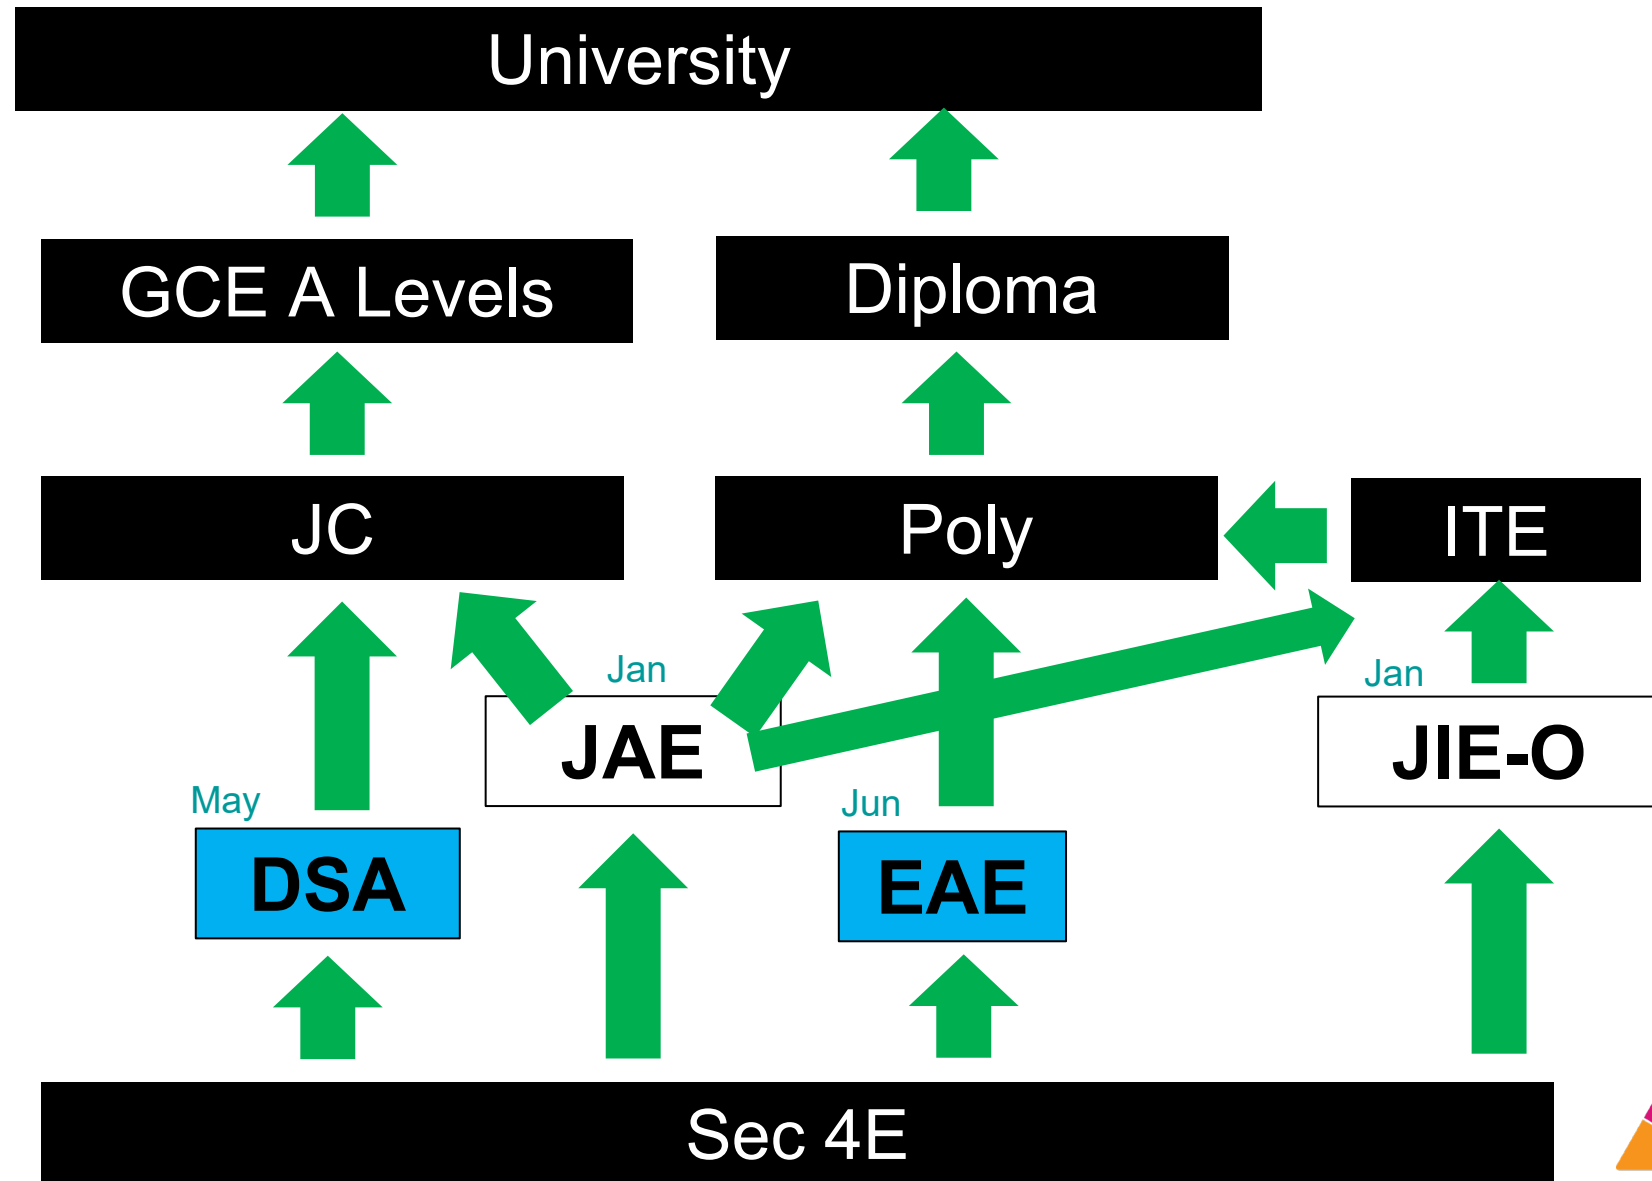 University
GCE A Levels
Diploma
JC
Poly
ITE
Jan
Jan
JAE
JIE-O
May
Jun
DSA
EAE
Sec 4E